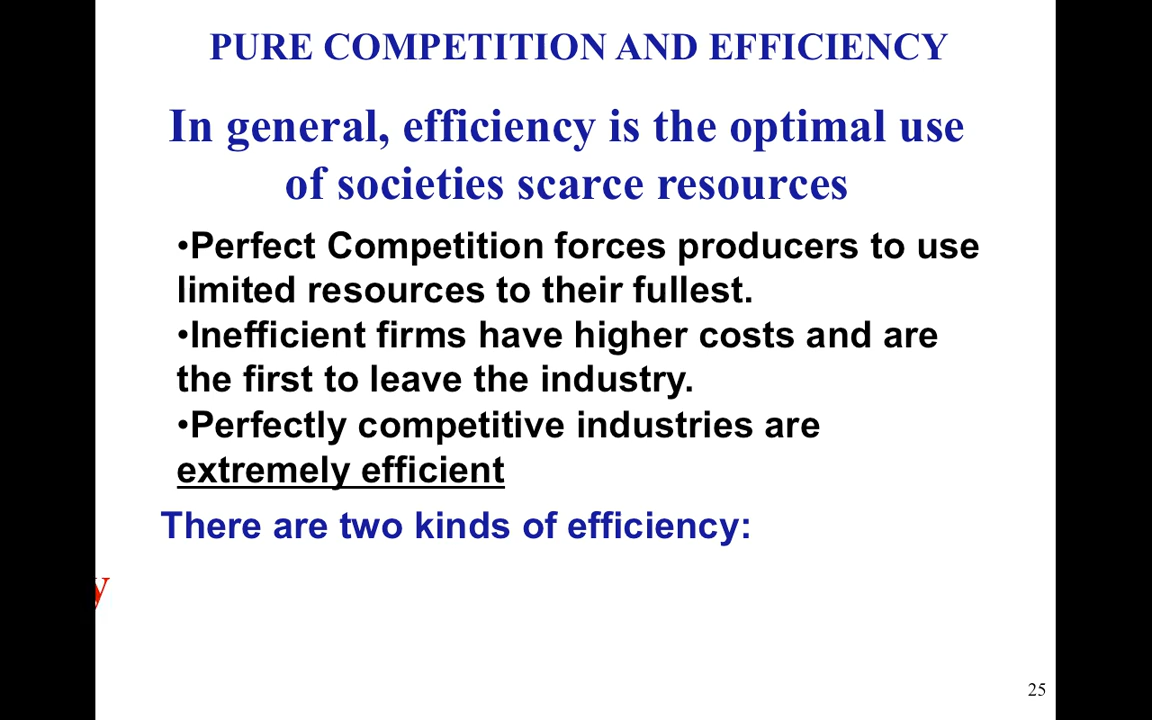 PURE COMPETITION AND EFFICIENCY
In general, efficiency is the optimal use
of societies scarce resources
•Perfect Competition forces producers to use
limited resources to their fullest.
•Inefficient firms have higher costs and are
the first to leave the industry.
•Perfectly competitive industries are
extremely efficient
There are two kinds of efficiency:
y
25